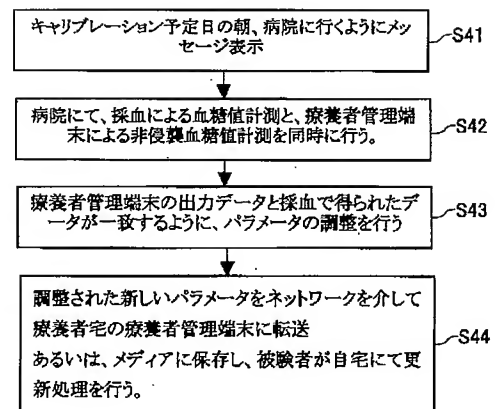 キャリブレーション予定日の朝、病院に行くようにメッ
セージ表示
S41
病院にて、採血による血糖値計測と、療養者管理端
末による非侵襲血糖値計測を同時に行う。
S42
療養者管理端末の出力データと採血で得られたデー
タが一致するように、パラメータの調整を行う
S43
調整された新しいパラメータをネットワークを介して
療養者宅の療養者管理端末に転送
あるいは、メディアに保存し、被験者が自宅にて更
新処理を行う。
S44